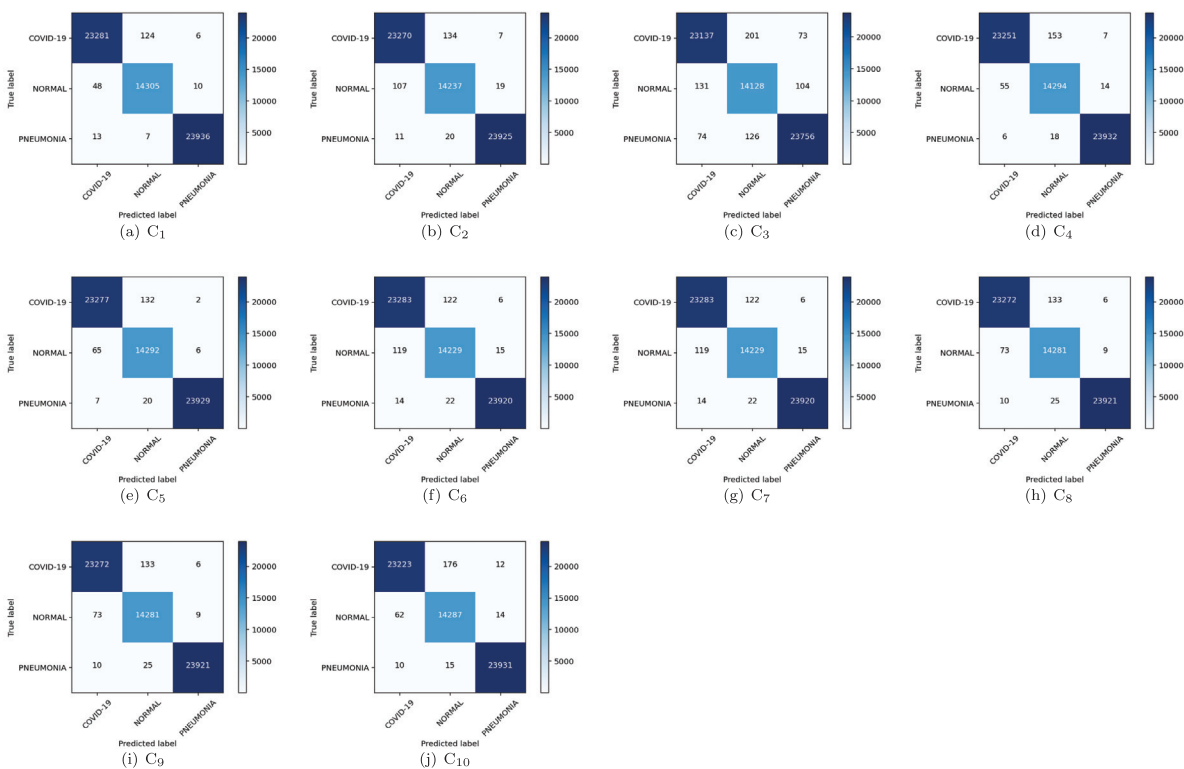 COVID-19 23281 124 6 20000
15000
True label NORMAL 48 14305 10
10000
PNEUMONIA 13 7 23936 5000
COVID-19 NORMAL PNEUMONIA
Predicted label
(a) C1
COVID-19 23270 134 7 20000
15000
True label NORMAL 107 14237 19
10000
PNEUMONIA 11 20 23925 5000
COVID-19 NORMAL PNEUMONIA
Predicted label
(b) C2
COVID-19 23137 201 73 20000
15000
True label NORMAL 131 14128 104
10000
PNEUMONIA 74 126 23756 5000
COVID-19 NORMAL PNEUMONIA
Predicted label
(c) C3
COVID-19 23251 153 7 20000
15000
True label NORMAL 55 14294 14
10000
PNEUMONIA 6 18 23932 5000
COVID-19 NORMAL PNEUMONIA
Predicted label
(d) C4
COVID-19 23277 132 2 20000
15000
True label NORMAL 65 14292 6
10000
PNEUMONIA 7 20 23929 5000
COVID-19 NORMAL PNEUMONIA
Predicted label
(e) C5
COVID-19 23283 122 6 20000
15000
True label NORMAL 119 14229 15
10000
PNEUMONIA 14 22 23920 5000
COVID-19 NORMAL PNEUMONIA
Predicted label
(f) C6
COVID-19 23283 122 6 20000
15000
True label NORMAL 119 14229 15
10000
PNEUMONIA 14 22 23920 5000
COVID-19 NORMAL PNEUMONIA
Predicted label
(g) C7
COVID-19 23272 133 6 20000
15000
True label NORMAL 73 14281 9
10000
PNEUMONIA 10 25 23921 5000
COVID-19 NORMAL PNEUMONIA
Predicted label
(h) C8
COVID-19 23272 133 6 20000
15000
True label NORMAL 73 14281 9
10000
PNEUMONIA 10 25 23921 5000
COVID-19 NORMAL PNEUMONIA
Predicted label
(i) C9
COVID-19 23223 176 12 20000
15000
True label NORMAL 62 14287 14
10000
PNEUMONIA 10 15 23931 5000
COVID-19 NORMAL PNEUMONIA
Predicted label
(j) C10